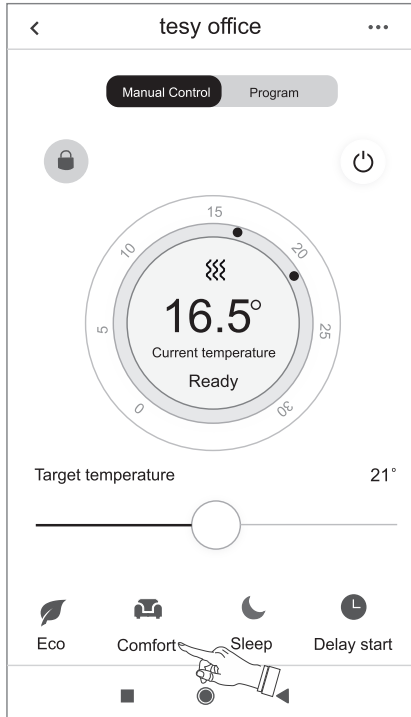 tesy office
Manual Control Program
15
10 20
5 25
0 30
16.5°
Current temperature
Ready
Target temperature 21°
Eco Comfort Sleep Delay start